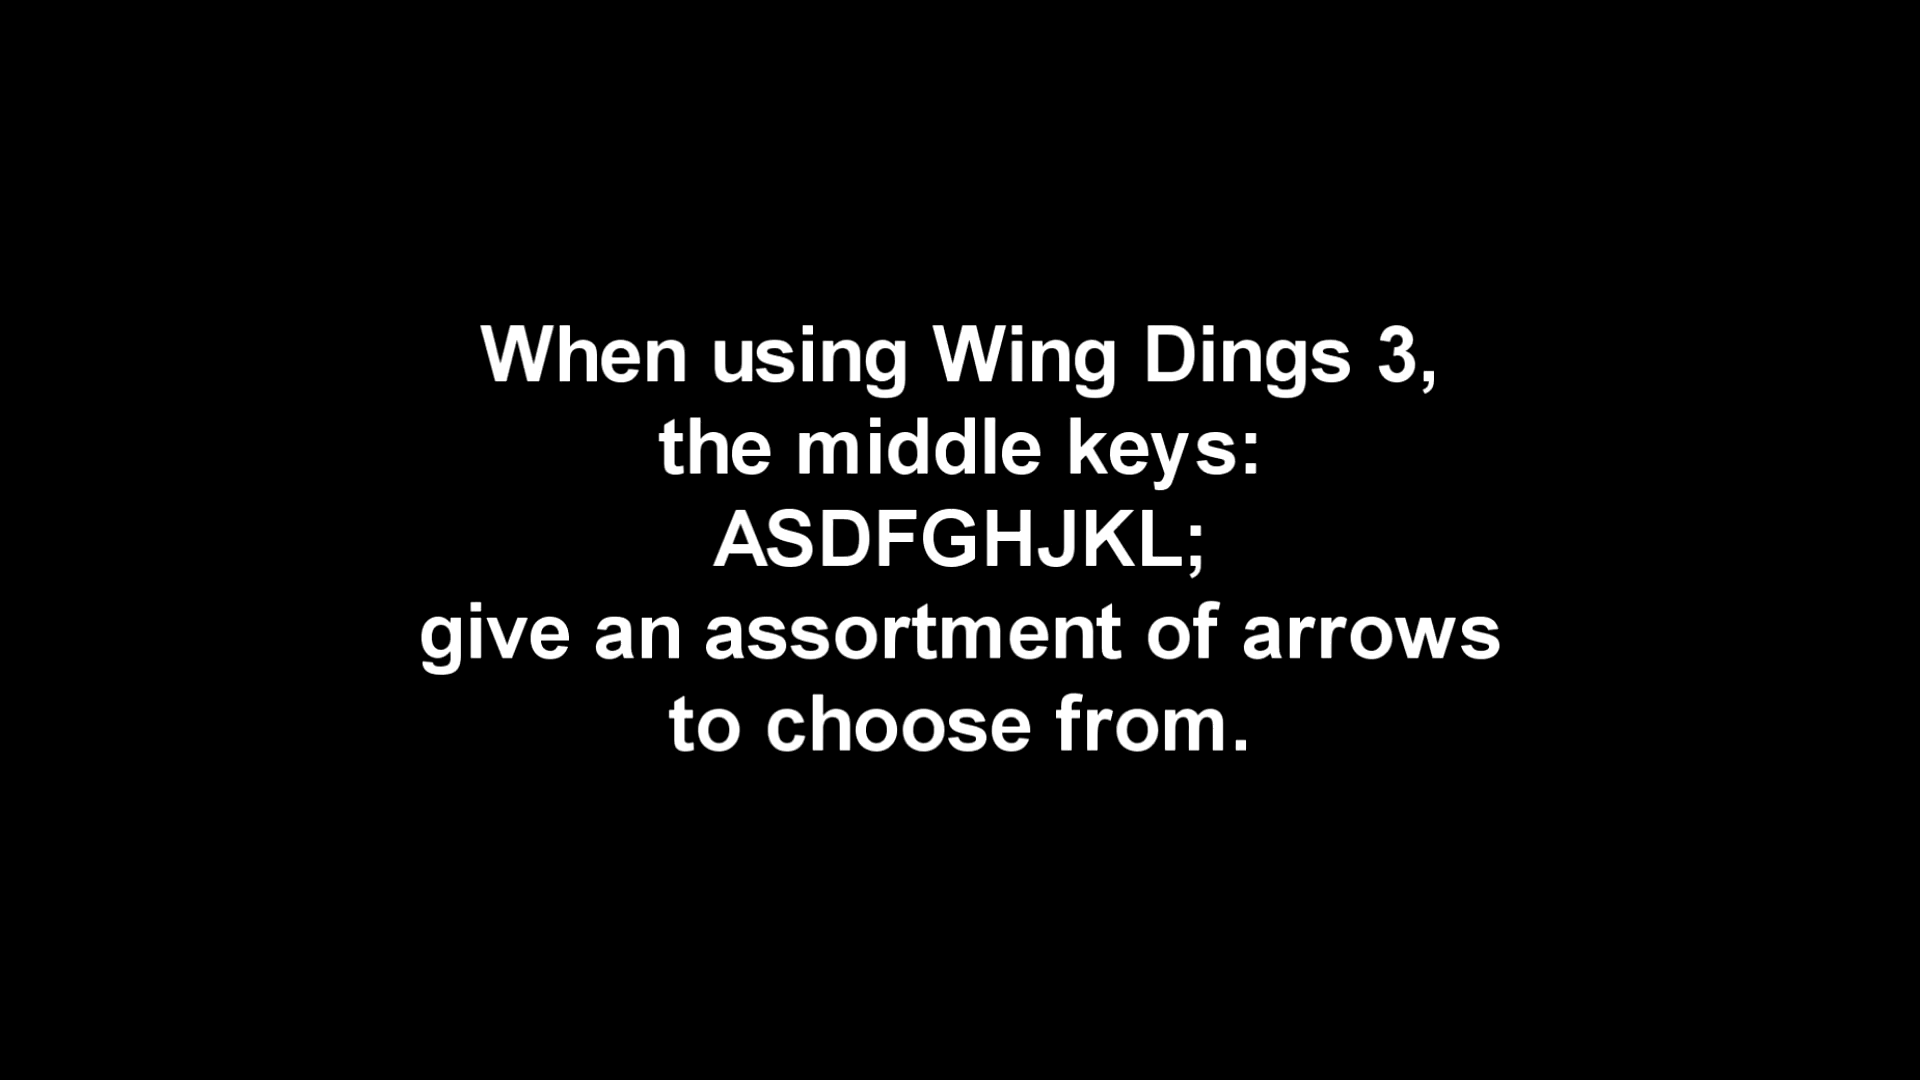 When using Wing Dings 3,
the middle keys:
ASDFGHJKL;
give an assortment of arrows
to choose from.